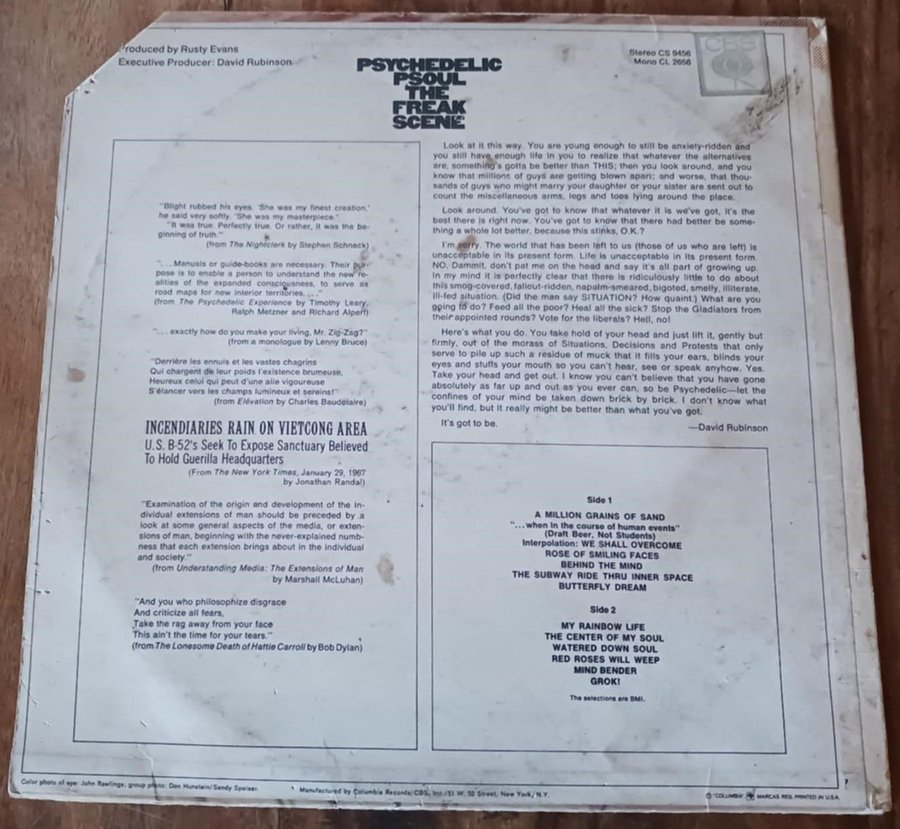 roduced by Rusty Evans
Executive Producer: David Rubinson
PSYCHEDELIC
PSOUL
THE
FREAK
SCENE
Stereo CS 9456
Mono CL 2656
CBS
"Blight rubbed his eyes. 'She was my finest creation,'
he said very softly. 'She was my masterpiece.'
"It was true. Perfectly true. Or rather, it was the be-
ginning of truth."
(from The Nightclerk by Stephen Schneck)
"... Manuals or guide-books are necessary. Their pur-
pose is to enable a person to understand the new re-
alities of the expanded consciousness, to serve as
road maps for new interior territories. ..."
(from The Psychedelic Experience by Timothy Leary,
Ralph Metzner and Richard Alpert)
"... exactly how do you make your living, Mr. Zig-Zag?"
(from a monologue by Lenny Bruce)
"Derrière les ennuis et les vastes chagrins
Qui chargent de leur poids l'existence brumeuse,
Heureux celui qui peut d'une aile vigoureuse
S'élancer vers les champs lumineux et sereins!"
(from Elévation by Charles Baudelaire)
INCENDIARIES RAIN ON VIETCONG AREA
U.S. B-52's Seek To Expose Sanctuary Believed
To Hold Guerilla Headquarters
(From The New York Times, January 29, 1967
by Jonathan Randal)
"Examination of the origin and development of the in-
dividual extensions of man should be preceded by a
look at some general aspects of the media, or exten-
sions of man, beginning with the never-explained numb-
ness that each extension brings about in the individual
and society."
(from Understanding Media: The Extensions of Man
by Marshall McLuhan)
"And you who philosophize disgrace
And criticize all fears,
Take the rag away from your face
This ain't the time for your tears."
(from The Lonesome Death of Hattie Carroll by Bob Dylan)
Look at it this way. You are young enough to still be anxiety-ridden and
you still have enough life in you to realize that whatever the alternatives
are, something's gotta be better than THIS; then you look around, and you
know that millions of guys are getting blown apart; and worse, that thou-
sands of guys who might marry your daughter or your sister are sent out to
count the miscellaneous arms, legs and toes lying around the place.
Look around. You've got to know that whatever it is we've got, it's the
best there is right now. You've got to know that there had better be some-
thing a whole lot better, because this stinks, O.K.?
I'm sorry. The world that has been left to us (those of us who are left) is
unacceptable in its present form. Life is unacceptable in its present form.
NO, Dammit, don't pat me on the head and say it's all part of growing up.
In my mind it is perfectly clear that there is ridiculously little to do about
this smog-covered, fallout-ridden, napalm-smeared, bigoted, smelly, illiterate,
ill-fed situation. (Did the man say SITUATION? How quaint.) What are you
going to do? Feed all the poor? Heal all the sick? Stop the Gladiators from
their appointed rounds? Vote for the liberals? Hell, no!
Here's what you do. You take hold of your head and just lift it, gently but
firmly, out of the morass of Situations, Decisions and Protests that only
serve to pile up such a residue of muck that it fills your ears, blinds your
eyes and stuffs your mouth so you can't hear, see or speak anyhow. Yes.
Take your head and get out. I know you can't believe that you have gone
absolutely as far up and out as you ever can, so be Psychedelic—let the
confines of your mind be taken down brick by brick. I don't know what
you'll find, but it really might be better than what you've got.
It's got to be.
—David Rubinson
Side 1
A MILLION GRAINS OF SAND
"...when in the course of human events"
(Draft Beer, Not Students)
Interpolation: WE SHALL OVERCOME
ROSE OF SMILING FACES
BEHIND THE MIND
THE SUBWAY RIDE THRU INNER SPACE
BUTTERFLY DREAM
Side 2
MY RAINBOW LIFE
THE CENTER OF MY SOUL
WATERED DOWN SOUL
RED ROSES WILL WEEP
MIND BENDER
GROK!
The selections are BMI.
Color photo of eye: John Rawlings; group photo: Don Hunstein/Sandy Speiser
Manufactured by Columbia Records/CBS, Inc./51 W. 52 Street, New York, N.Y.
® "COLUMBIA" MARCAS REG. PRINTED IN U.S.A.